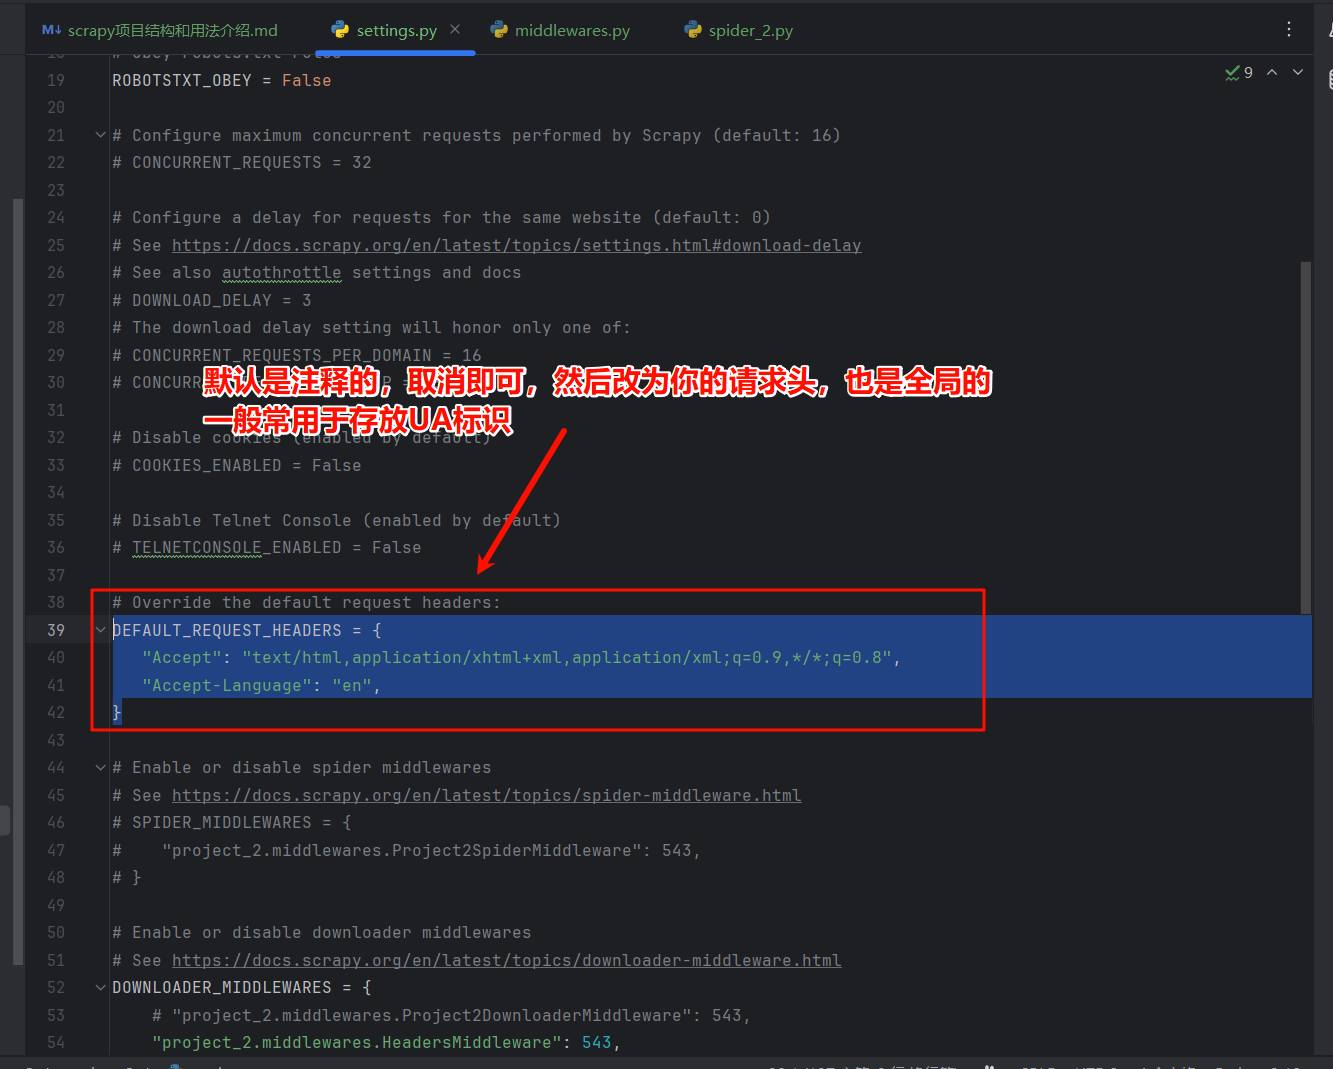 M↓ scrapy项目结构和用法介绍.md settings.py × middlewares.py spider_2.py
19 ROBOTSTXT_OBEY = False
9
20
21 # Configure maximum concurrent requests performed by Scrapy (default: 16)
22 # CONCURRENT_REQUESTS = 32
23
24 # Configure a delay for requests for the same website (default: 0)
25 # See https://docs.scrapy.org/en/latest/topics/settings.html#download-delay
26 # See also autothrottle settings and docs
27 # DOWNLOAD_DELAY = 3
28 # The download delay setting will honor only one of:
29 # CONCURRENT_REQUESTS_PER_DOMAIN = 16
30 # CONCUR
默认是注释的，取消即可，然后改为你的请求头，也是全局的
31
一般常用于存放UA标识
32 # Disable cookies (enabled by default)
33 # COOKIES_ENABLED = False
34
35 # Disable Telnet Console (enabled by default)
36 # TELNETCONSOLE_ENABLED = False
37
38 # Override the default request headers:
39 DEFAULT_REQUEST_HEADERS = {
40 "Accept": "text/html,application/xhtml+xml,application/xml;q=0.9,*/*;q=0.8",
41 "Accept-Language": "en",
42 }
43
44 # Enable or disable spider middlewares
45 # See https://docs.scrapy.org/en/latest/topics/spider-middleware.html
46 # SPIDER_MIDDLEWARES = {
47 # "project_2.middlewares.Project2SpiderMiddleware": 543,
48 # }
49
50 # Enable or disable downloader middlewares
51 # See https://docs.scrapy.org/en/latest/topics/downloader-middleware.html
52 DOWNLOADER_MIDDLEWARES = {
53 # "project_2.middlewares.Project2DownloaderMiddleware": 543,
54 "project_2.middlewares.HeadersMiddleware": 543,